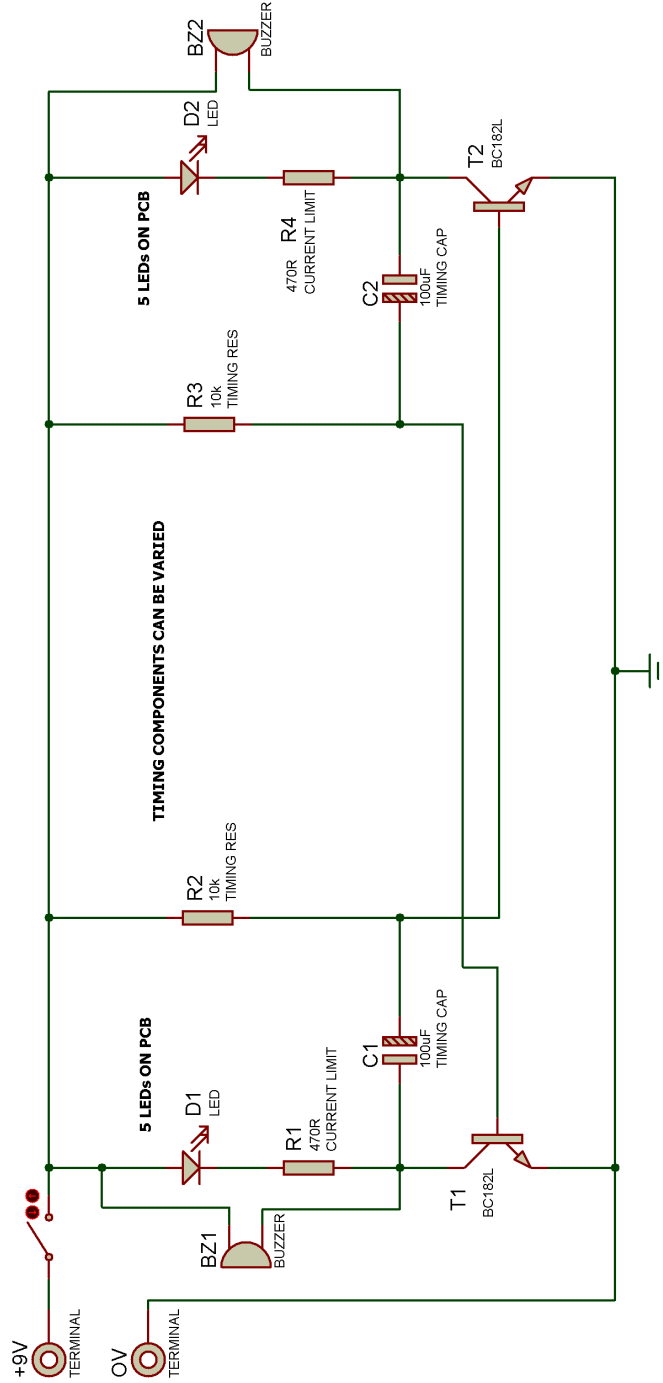 +9V
TERMINAL
OV
TERMINAL
BZ1
BUZZER
5 LEDs ON PCB
D1
LED
R1
470R
CURRENT LIMIT
C1
100uF
TIMING CAP
T1
BC182L
R2
10k
TIMING RES
TIMING COMPONENTS CAN BE VARIED
R3
10k
TIMING RES
5 LEDs ON PCB
D2
LED
R4
470R
CURRENT LIMIT
C2
100uF
TIMING CAP
BZ2
BUZZER
T2
BC182L